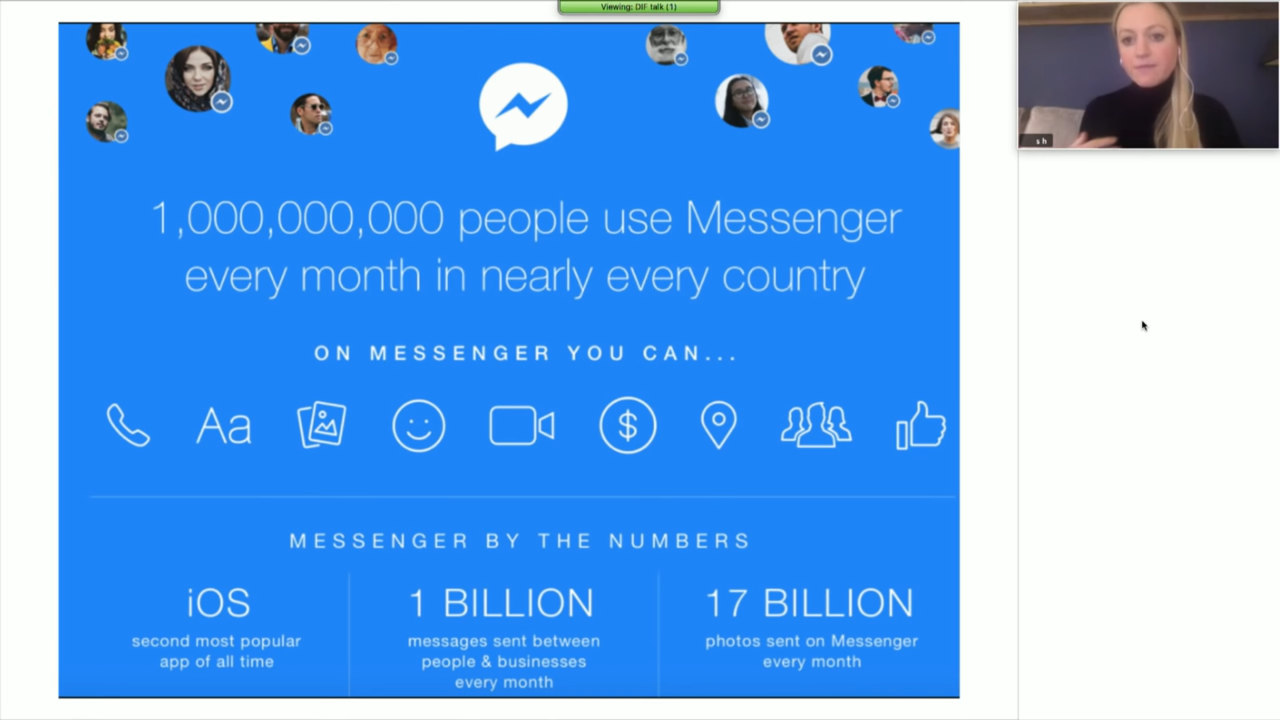 Viewing: DIF talk (1)
s h
1,000,000,000 people use Messenger
every month in nearly every country
ON MESSENGER YOU CAN...
Aa
$
MESSENGER BY THE NUMBERS
iOS
second most popular
app of all time
1 BILLION
messages sent between
people & businesses
every month
17 BILLION
photos sent on Messenger
every month